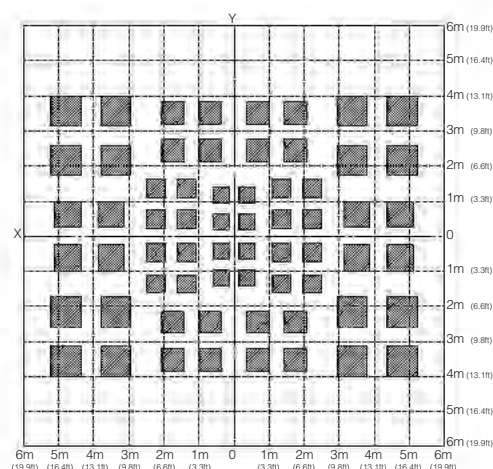 Y
6m (19.9ft)
5m (16.4ft)
4m (13.1ft)
3m (9.8ft)
2m (6.6ft)
1m (3.3ft)
X 0
1m (3.3ft)
2m (6.6ft)
3m (9.8ft)
4m (13.1ft)
5m (16.4ft)
6m (19.9ft)
6m 5m 4m 3m 2m 1m 0 1m 2m 3m 4m 5m 6m
(19.9ft) (16.4ft) (13.1ft) (9.8ft) (6.6ft) (3.3ft) (3.3ft) (6.6ft) (9.8ft) (13.1ft) (16.4ft) (19.9ft)